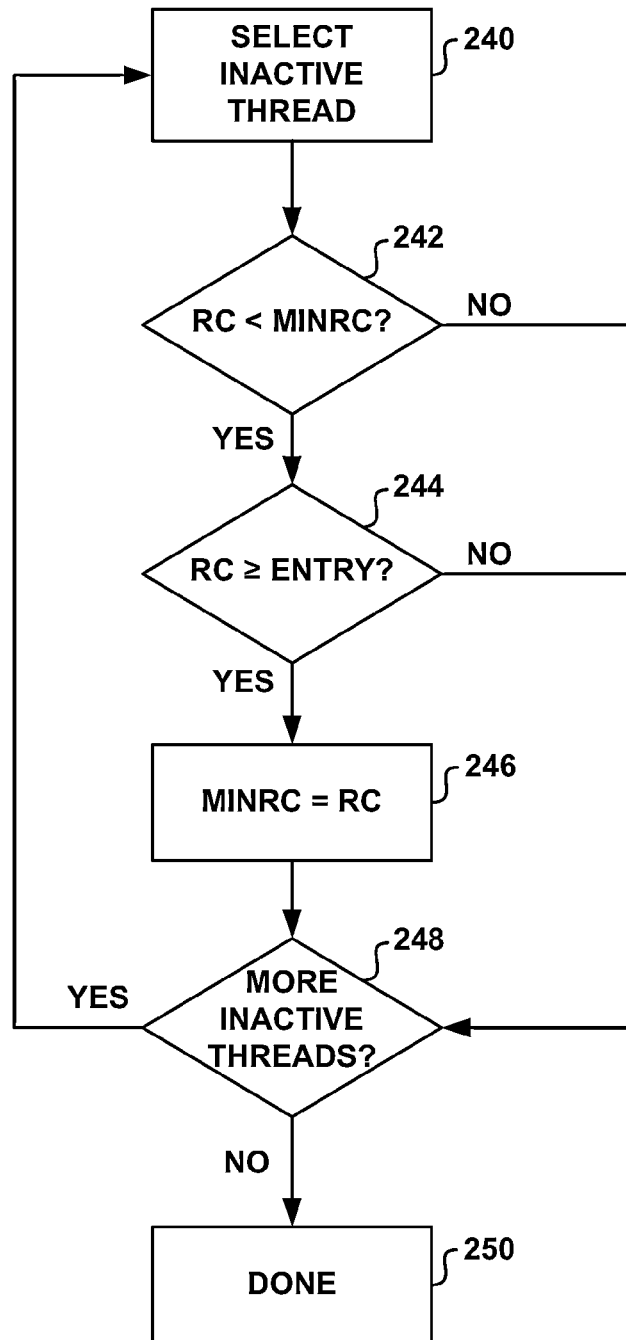 SELECT
INACTIVE
THREAD
240
242
RC < MINRC?
NO
YES
244
RC ≥ ENTRY?
NO
YES
246
MINRC = RC
248
MORE
INACTIVE
THREADS?
YES
NO
250
DONE